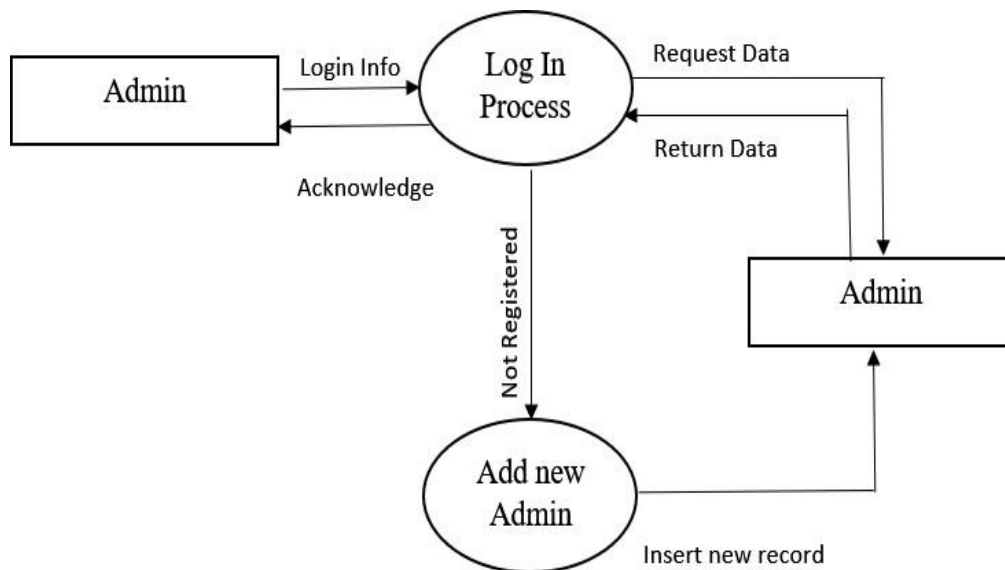 Admin
Login Info
Acknowledge
Log In
Process
Request Data
Return Data
Admin
Not Registered
Add new
Admin
Insert new record